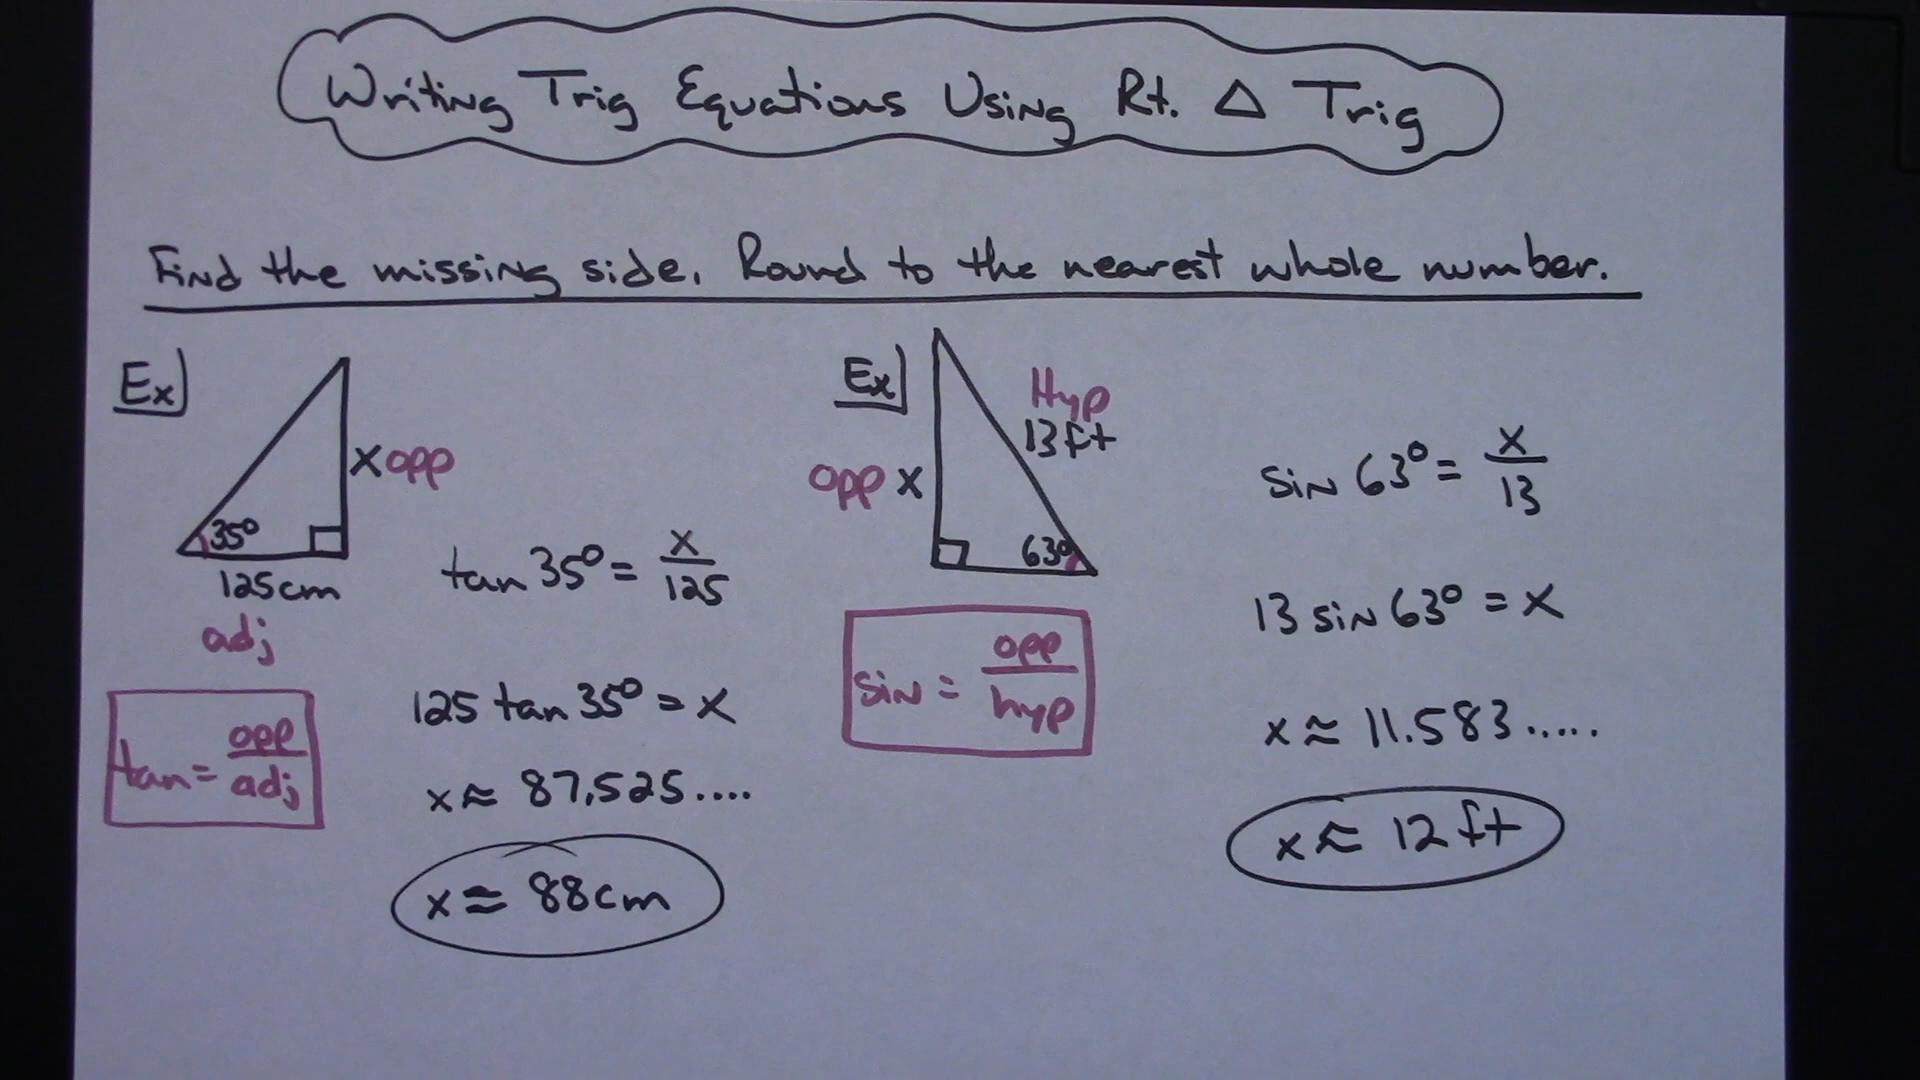 Writing Trig Equations Using Rt. △ Trig
Find the missing side. Round to the nearest whole number.
Ex)
x opp
35°
125cm
adj
tan = opp/adj
tan 35° = x/125
125 tan 35° = x
x ≈ 87.525....
x ≈ 88cm
Ex)
Hyp
13ft
opp x
63°
sin = opp/hyp
sin 63° = x/13
13 sin 63° = x
x ≈ 11.583.....
x ≈ 12 ft